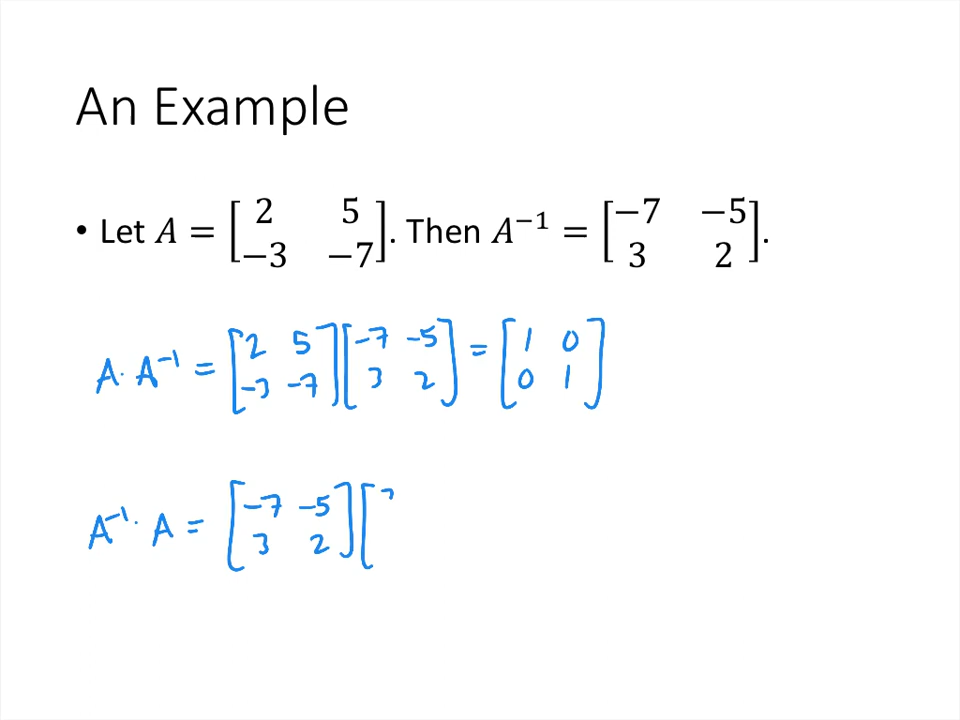 An Example
• Let A = [2 5; −3 −7]. Then A⁻¹ = [−7 −5; 3 2].
A · A⁻¹ = [2 5; -3 -7] [-7 -5; 3 2] = [1 0; 0 1]
A⁻¹ · A = [-7 -5; 3 2] [